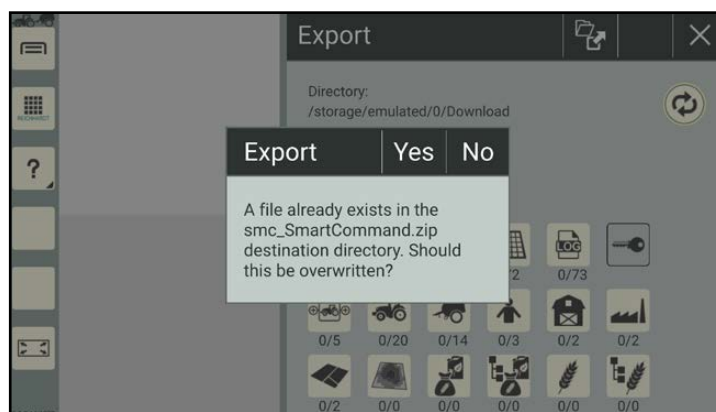 Export
Directory:
/storage/emulated/0/Download
REICHHARDT
?
Export Yes No
A file already exists in the
smc_SmartCommand.zip
destination directory. Should
this be overwritten?
LOG
0/73
0/5 0/20 0/14 0/3 0/2 0/2
0/2 0/0 0/0 0/0 0/0 0/0